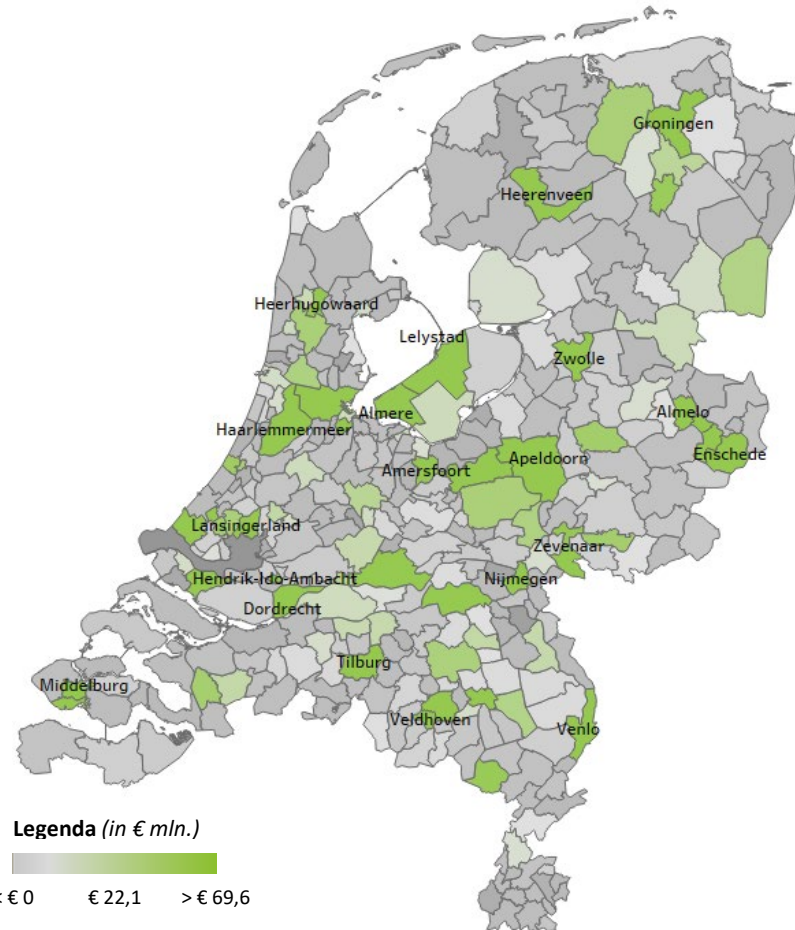 Groningen
Heerenveen
Heerhugowaard
Lelystad
Zwolle
Almere
Almelo
Haarlemmermeer
Enschede
Amersfoort
Apeldoorn
Lansingerland
Zevenaar
Hendrik-Ido-Ambacht
Nijmegen
Dordrecht
Tilburg
Middelburg
Veldhoven
Venlo
Legenda (in € mln.)
< € 0 € 22,1 > € 69,6